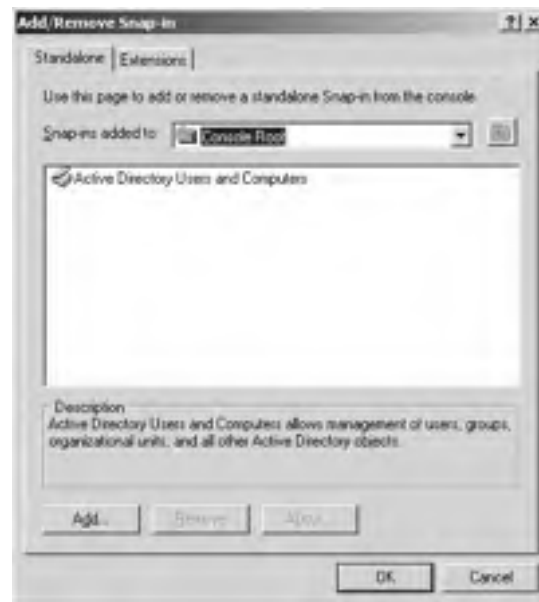 Add/Remove Snap-in
Standalone
Extensions
Use this page to add or remove a standalone Snap-in from the console.
Snap-ins added to:
Console Root
Active Directory Users and Computers
Description
Active Directory Users and Computers allows management of users, groups,
organizational units, and all other Active Directory objects.
Add...
Remove
About...
OK
Cancel